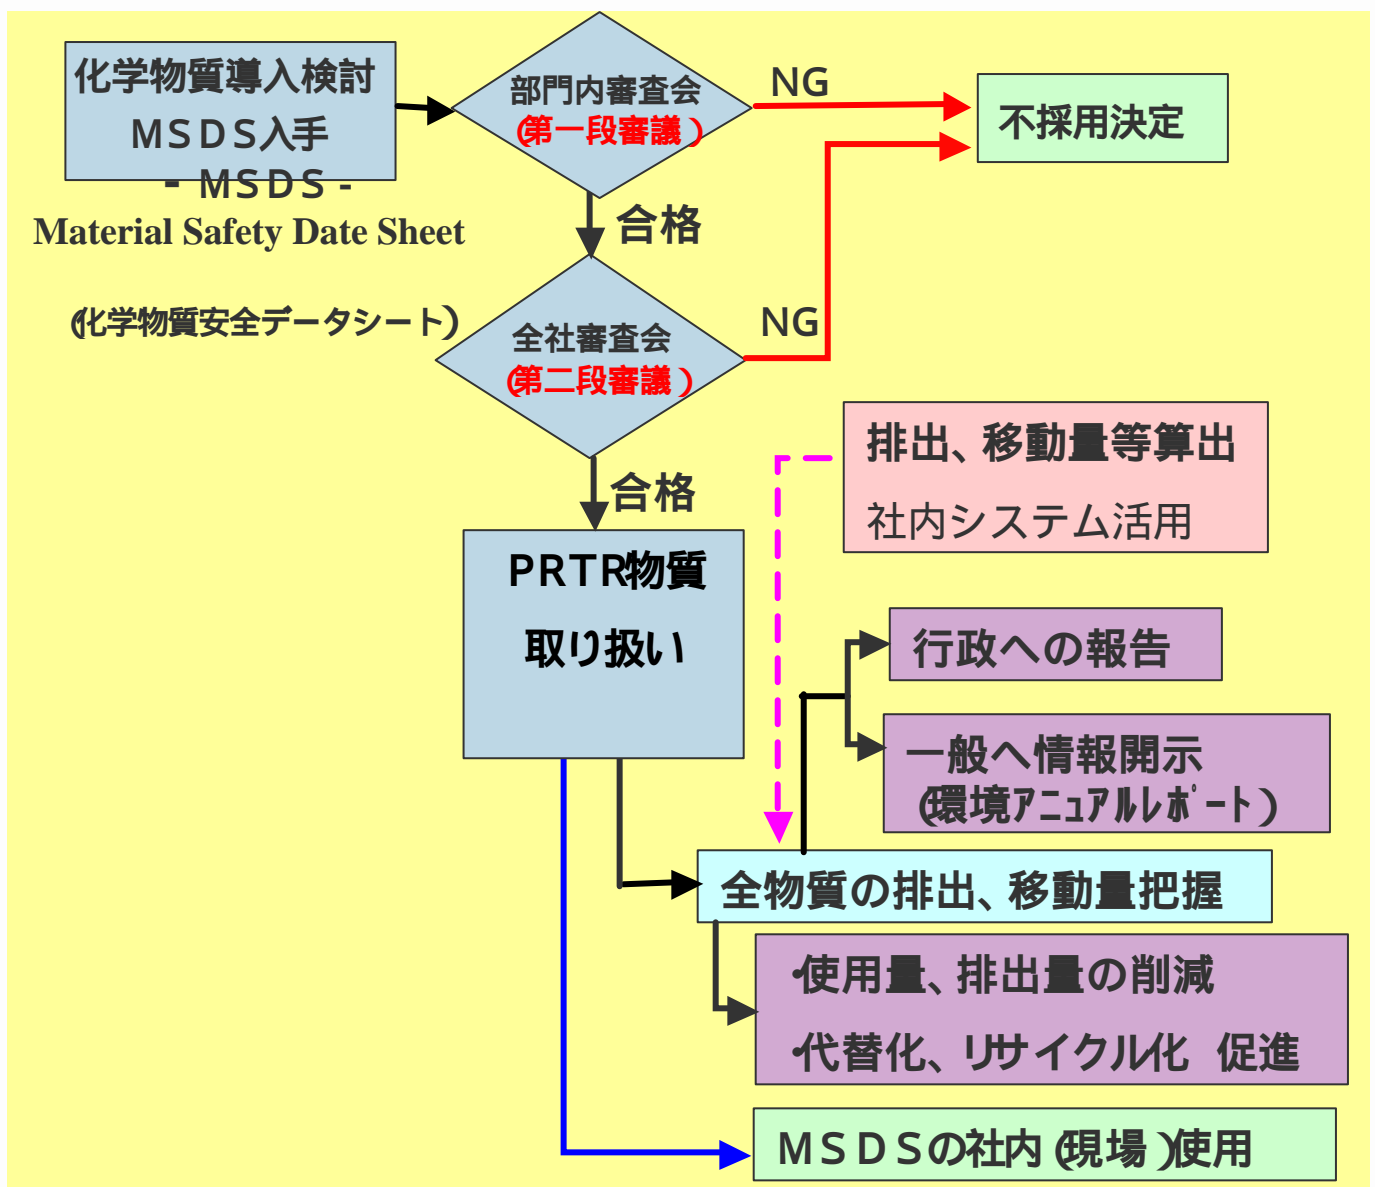 化学物質導入検討
ＭＳＤＳ入手
- ＭＳＤＳ -
Material Safety Date Sheet
(化学物質安全データシート)
部門内審査会
(第一段審議)
NG
不採用決定
合格
全社審査会
(第二段審議)
NG
合格
排出、移動量等算出
社内システム活用
ＰＲＴＲ物質
取り扱い
行政への報告
一般へ情報開示
(環境ｱﾆｭｱﾙﾚﾎﾟｰﾄ)
全物質の排出、移動量把握
・使用量、排出量の削減
・代替化、リサイクル化 促進
ＭＳＤＳの社内(現場)使用